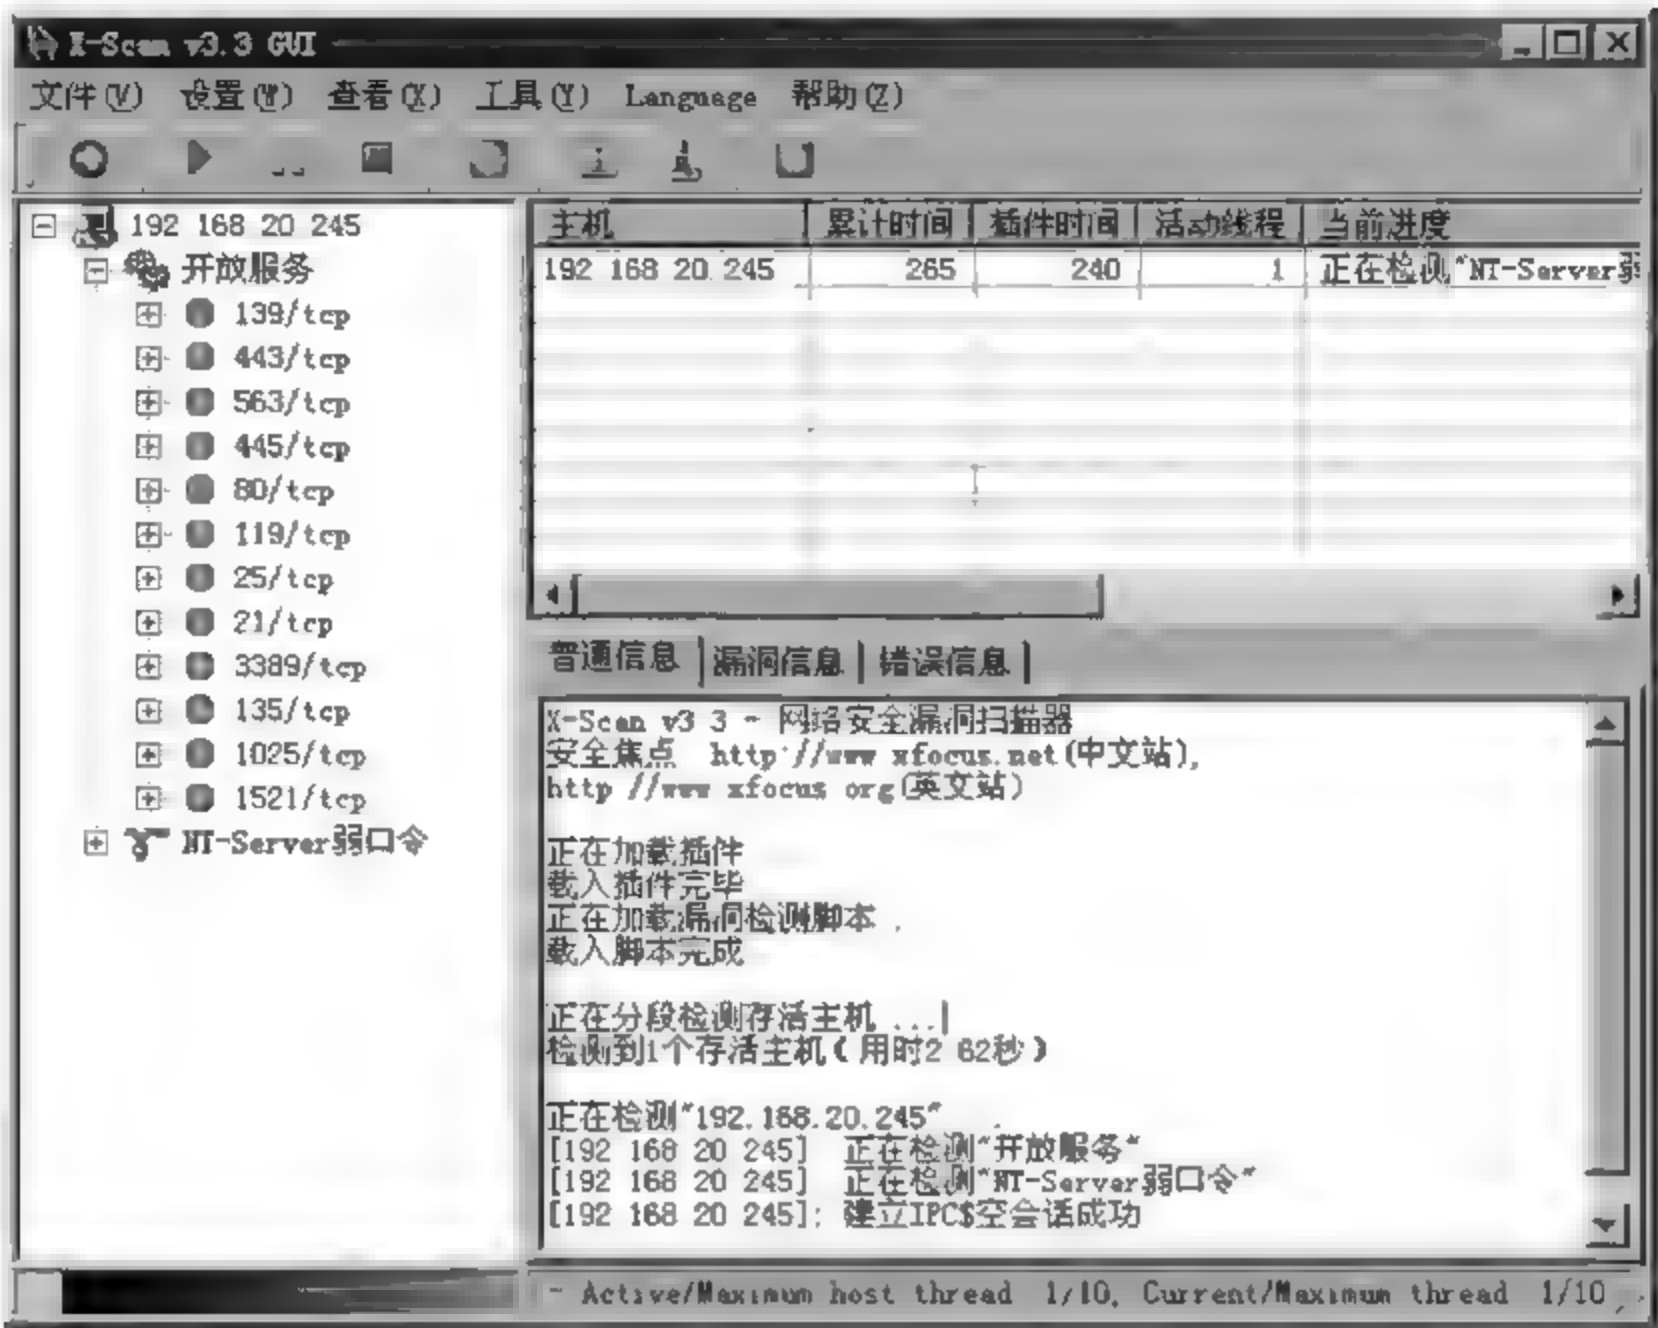 X-Scan v3.3 GUI
文件(V) 设置(W) 查看(X) 工具(Y) Language 帮助(Z)
192 168 20 245
开放服务
139/tcp
443/tcp
563/tcp
445/tcp
80/tcp
119/tcp
25/tcp
21/tcp
3389/tcp
135/tcp
1025/tcp
1521/tcp
NT-Server弱口令
主机 累计时间 插件时间 活动线程 当前进度
192 168 20.245 265 240 1 正在检测"NT-Server弱
普通信息 漏洞信息 错误信息
X-Scan v3 3 - 网络安全漏洞扫描器
安全焦点 http://www xfocus.net(中文站),
http //www xfocus org(英文站)
正在加载插件
载入插件完毕
正在加载漏洞检测脚本 .
载入脚本完成
正在分段检测存活主机 ...
检测到1个存活主机(用时2 62秒)
正在检测"192.168.20.245"
[192 168 20 245] 正在检测"开放服务"
[192 168 20 245] 正在检测"NT-Server弱口令"
[192 168 20 245]: 建立IPC$空会话成功
- Active/Maximum host thread 1/10, Current/Maximum thread 1/10